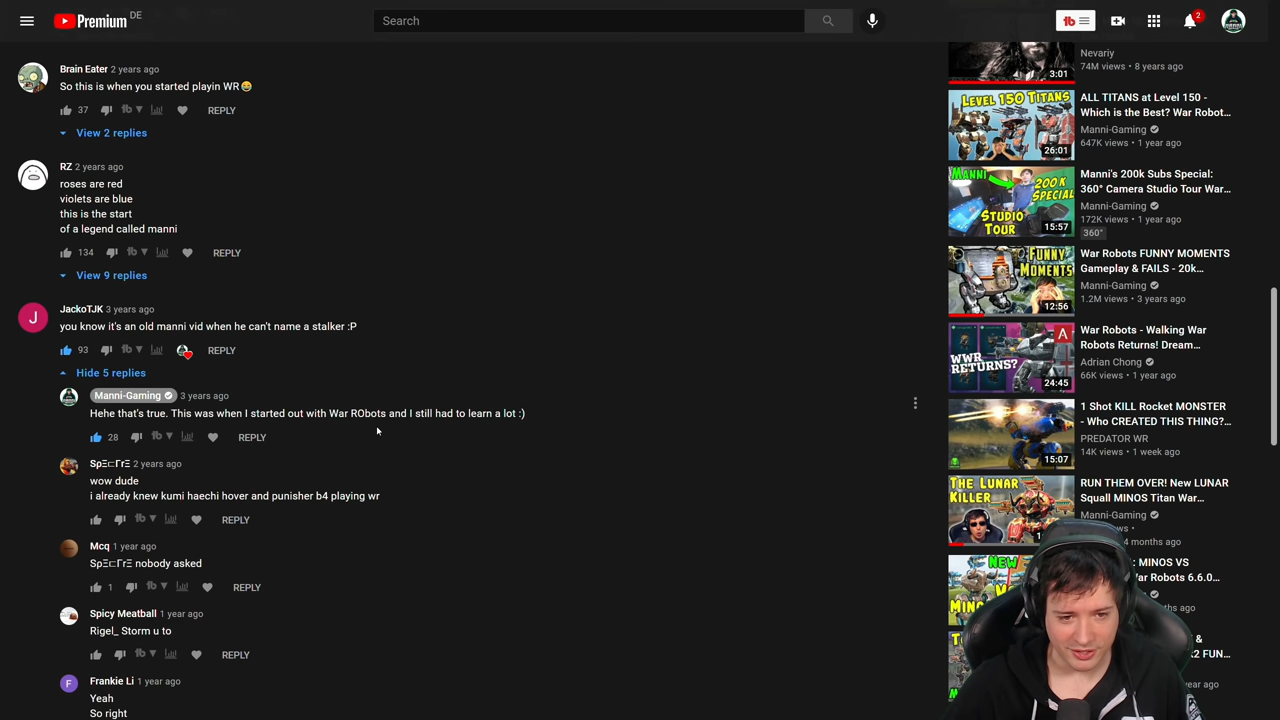 Premium DE
Search
2
Brain Eater 2 years ago
So this is when you started playin WR😂
37 REPLY
View 2 replies
RZ 2 years ago
roses are red
violets are blue
this is the start
of a legend called manni
134 REPLY
View 9 replies
J
JackoTJK 3 years ago
you know it's an old manni vid when he can't name a stalker :P
93 REPLY
Hide 5 replies
Manni-Gaming 3 years ago
Hehe that's true. This was when I started out with War RObots and I still had to learn a lot :)
28 REPLY
SpΞ⊏ΓrΞ 2 years ago
wow dude
i already knew kumi haechi hover and punisher b4 playing wr
REPLY
Mcq 1 year ago
SpΞ⊏ΓrΞ nobody asked
1 REPLY
Spicy Meatball 1 year ago
Rigel_ Storm u to
REPLY
F
Frankie Li 1 year ago
Yeah
So right
3:01
Nevariy
74M views • 8 years ago
LEVEL 150 TITANS
26:01
ALL TITANS at Level 150 -
Which is the Best? War Robot...
Manni-Gaming
647K views • 1 year ago
MANNI
200K
SPECIAL
STUDIO
TOUR
15:57
Manni's 200k Subs Special:
360° Camera Studio Tour War...
Manni-Gaming
172K views • 1 year ago
360°
FUNNY
MOMENTS
12:56
War Robots FUNNY MOMENTS
Gameplay & FAILS - 20k...
Manni-Gaming
1.2M views • 3 years ago
WWR
RETURNS?
24:45
War Robots - Walking War
Robots Returns! Dream...
Adrian Chong
66K views • 1 year ago
15:07
1 Shot KILL Rocket MONSTER
- Who CREATED THIS THING?...
PREDATOR WR
14K views • 1 week ago
THE LUNAR
KILLER
RUN THEM OVER! New LUNAR
Squall MINOS Titan War...
Manni-Gaming
4 months ago
NEW
MINOS VS
6.6.0...